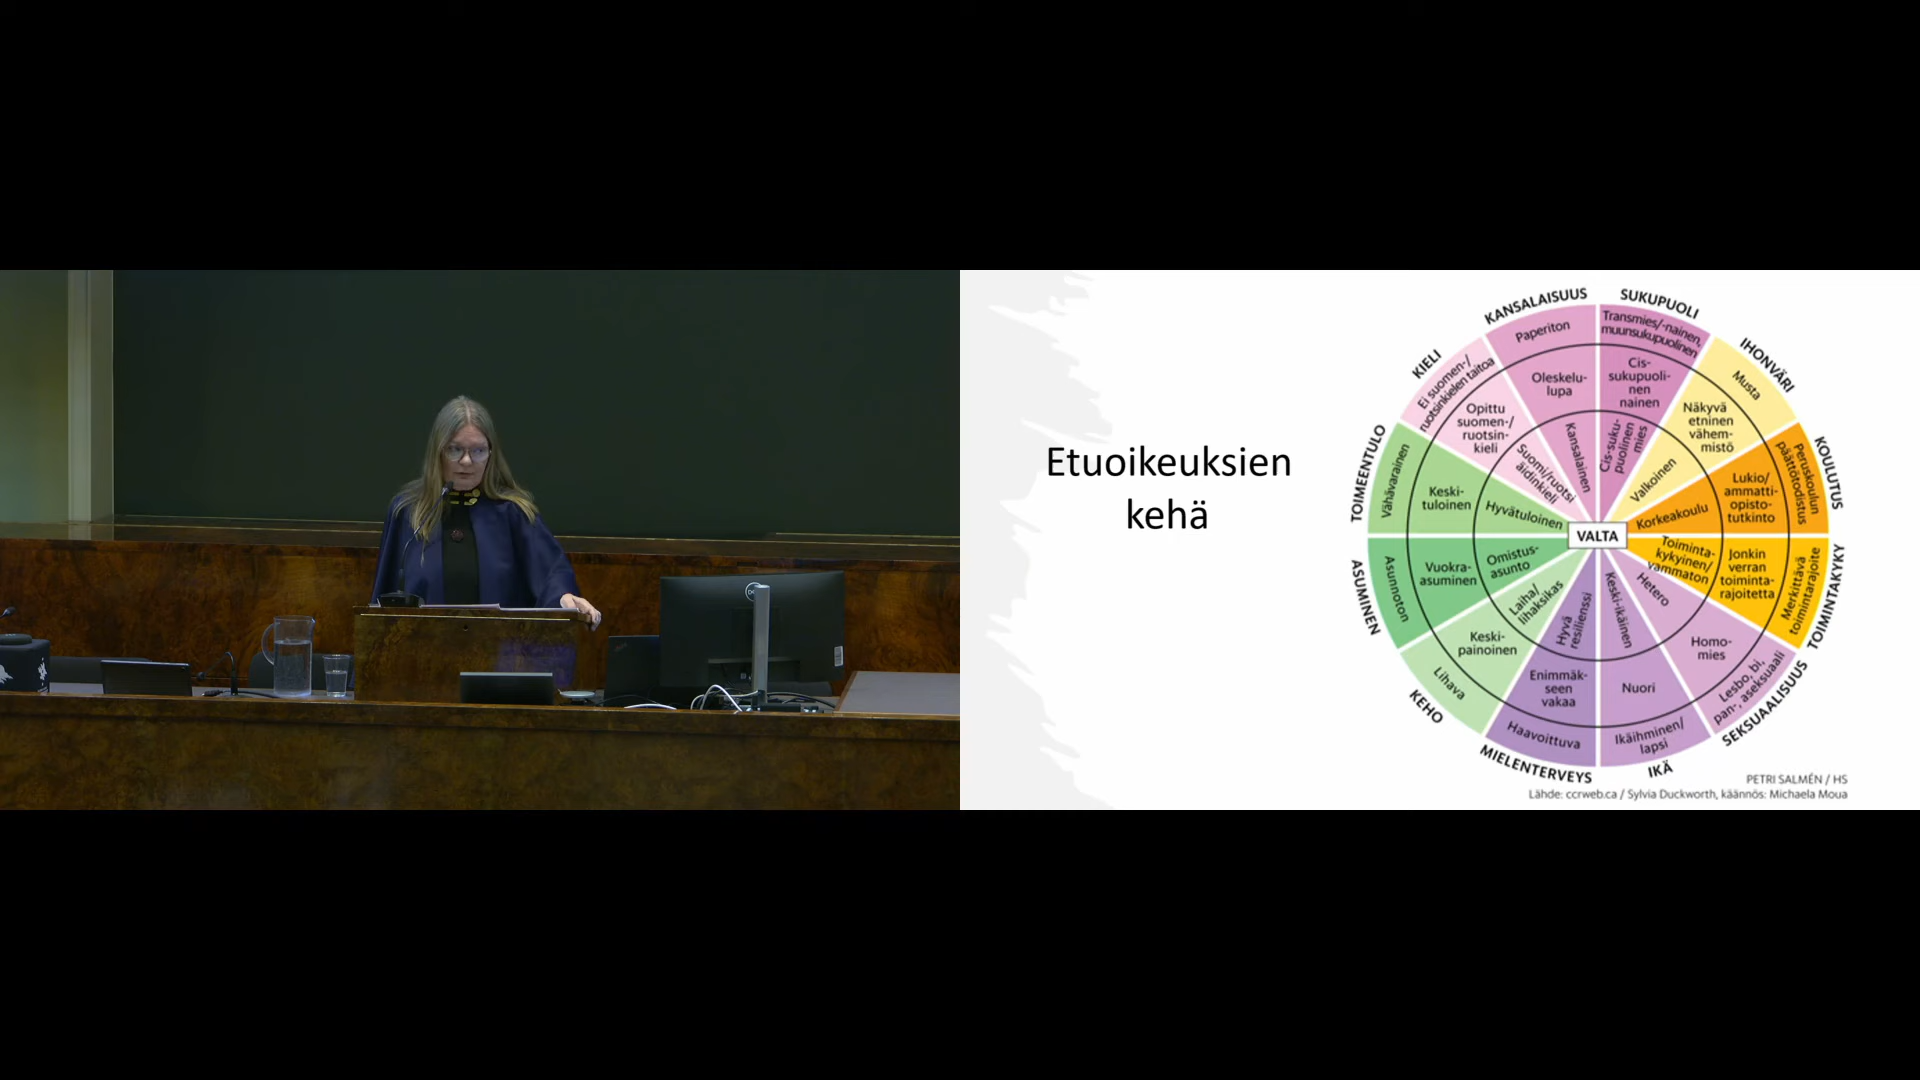 Etuoikeuksien
kehä
KANSALAISUUS
Paperiton
Oleskelu-
lupa
Kansalainen
SUKUPUOLI
Transmies/-nainen,
muunsukupuolinen
Cis-
sukupuoli-
nen
nainen
Cis-suku-
puolinen
mies
IHONVÄRI
Musta
Näkyvä
etninen
vähem-
mistö
Valkoinen
KOULUTUS
Peruskoulun
päättötodistus
Lukio/
ammatti-
opisto-
tutkinto
Korkeakoulu
TOIMINTAKYKY
Merkittävä
toimintarajoite
Jonkin
verran
toiminta-
rajoitetta
Toiminta-
kykyinen/
vammaton
SEKSUAALISUUS
Lesbo, bi,
pan-, aseksuaali
Homo-
mies
Hetero
IKÄ
Ikäihminen/
lapsi
Nuori
Keski-ikäinen
MIELENTERVEYS
Haavoittuva
Enimmäk-
seen
vakaa
Hyvä
resilienssi
KEHO
Lihava
Keski-
painoinen
Laiha/
lihaksikas
ASUMINEN
Asunnoton
Vuokra-
asuminen
Omistus-
asunto
TOIMEENTULO
Vähävarainen
Keski-
tuloinen
Hyvätuloinen
KIELI
Ei suomen-/
ruotsinkielen taitoa
Opittu
suomen-/
ruotsin-
kieli
Suomi/ruotsi
äidinkieli
VALTA
PETRI SALMÉN / HS
Lähde: ccrweb.ca / Sylvia Duckworth, käännös: Michaela Moua